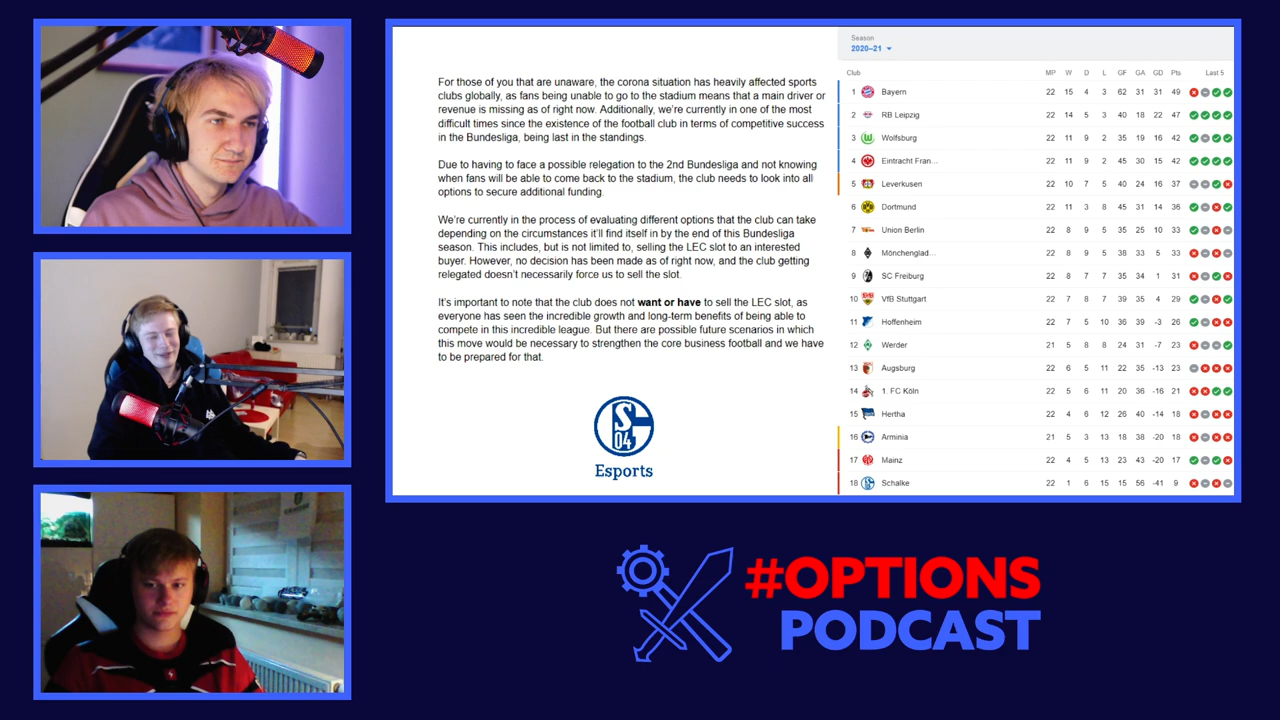 For those of you that are unaware, the corona situation has heavily affected sports
clubs globally, as fans being unable to go to the stadium means that a main driver or
revenue is missing as of right now. Additionally, we're currently in one of the most
difficult times since the existence of the football club in terms of competitive success
in the Bundesliga, being last in the standings.
Due to having to face a possible relegation to the 2nd Bundesliga and not knowing
when fans will be able to come back to the stadium, the club needs to look into all
options to secure additional funding.
We're currently in the process of evaluating different options that the club can take
depending on the circumstances it'll find itself in by the end of this Bundesliga
season. This includes, but is not limited to, selling the LEC slot to an interested
buyer. However, no decision has been made as of right now, and the club getting
relegated doesn't necessarily force us to sell the slot.
It's important to note that the club does not want or have to sell the LEC slot, as
everyone has seen the incredible growth and long-term benefits of being able to
compete in this incredible league. But there are possible future scenarios in which
this move would be necessary to strengthen the core business football and we have
to be prepared for that.
S
04
Esports
Season
2020–21
Club MP W D L GF GA GD Pts Last 5
1 Bayern 22 15 4 3 62 31 31 49
2 RB Leipzig 22 14 5 3 40 18 22 47
3 Wolfsburg 22 11 9 2 35 19 16 42
4 Eintracht Fran... 22 11 9 2 45 30 15 42
5 Leverkusen 22 10 7 5 40 24 16 37
6 Dortmund 22 11 3 8 45 31 14 36
7 Union Berlin 22 8 9 5 35 25 10 33
8 Mönchenglad... 22 8 9 5 38 33 5 33
9 SC Freiburg 22 8 7 7 35 34 1 31
10 VfB Stuttgart 22 7 8 7 39 35 4 29
11 Hoffenheim 22 7 5 10 36 39 -3 26
12 Werder 21 5 8 8 24 31 -7 23
13 Augsburg 22 6 5 11 22 35 -13 23
14 1. FC Köln 22 5 6 11 20 36 -16 21
15 Hertha 22 4 6 12 26 40 -14 18
16 Arminia 21 5 3 13 18 38 -20 18
17 Mainz 22 4 5 13 23 43 -20 17
18 Schalke 22 1 6 15 15 56 -41 9
#OPTIONS
PODCAST